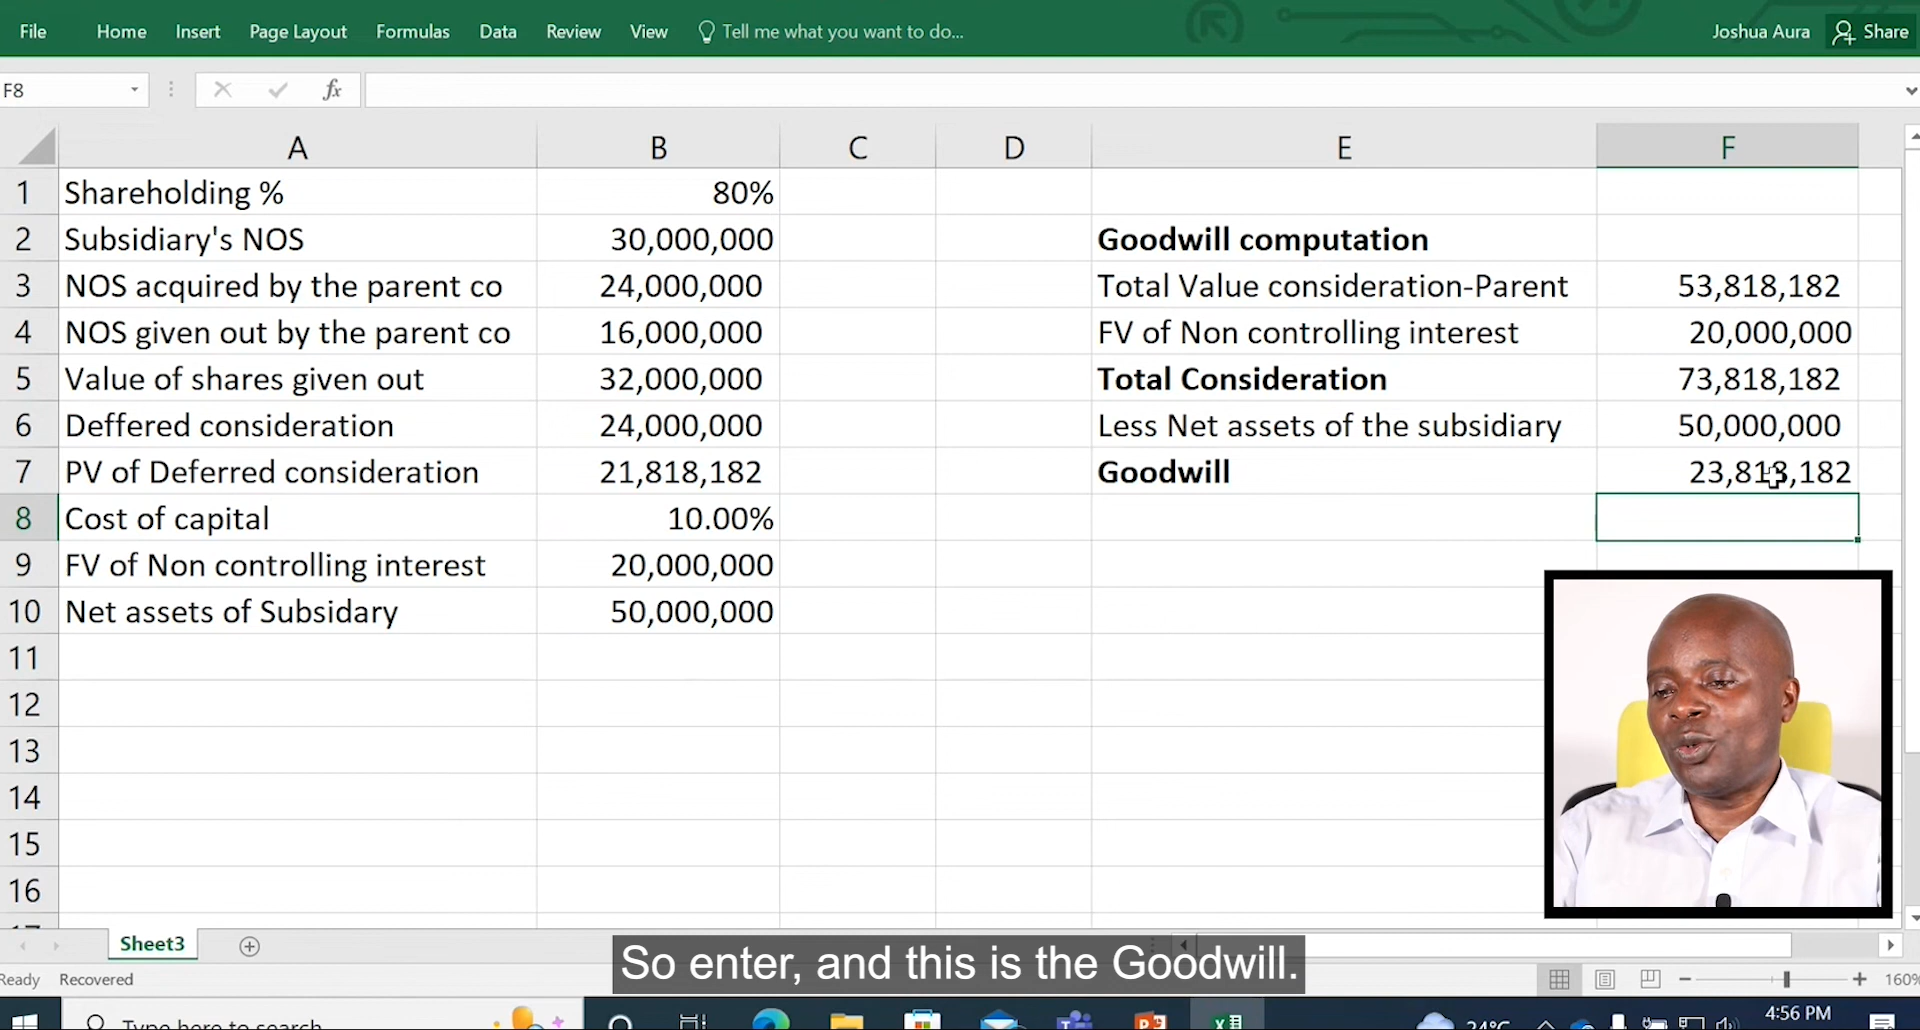 File Home Insert Page Layout Formulas Data Review View Tell me what you want to do... Joshua Aura Share
F8 fx
A B C D E F
1 Shareholding % 80%
2 Subsidiary's NOS 30,000,000 Goodwill computation
3 NOS acquired by the parent co 24,000,000 Total Value consideration-Parent 53,818,182
4 NOS given out by the parent co 16,000,000 FV of Non controlling interest 20,000,000
5 Value of shares given out 32,000,000 Total Consideration 73,818,182
6 Deffered consideration 24,000,000 Less Net assets of the subsidiary 50,000,000
7 PV of Deferred consideration 21,818,182 Goodwill 23,818,182
8 Cost of capital 10.00%
9 FV of Non controlling interest 20,000,000
10 Net assets of Subsidary 50,000,000
11
12
13
14
15
16
Sheet3
So enter, and this is the Goodwill.
Ready Recovered 160%
Type here to search 24°C 4:56 PM